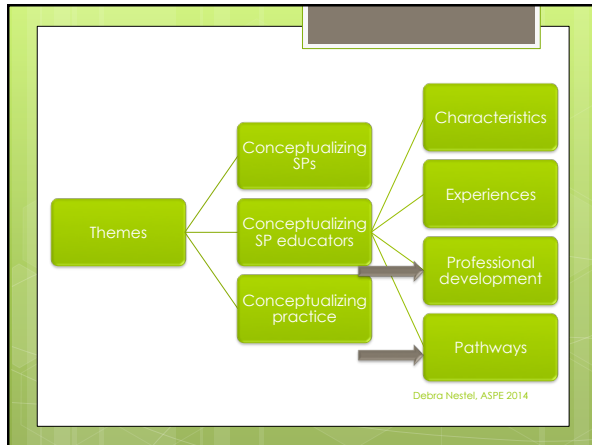 Themes
Conceptualizing
SPs
Conceptualizing
SP educators
Conceptualizing
practice
Characteristics
Experiences
Professional
development
Pathways
Debra Nestel, ASPE 2014